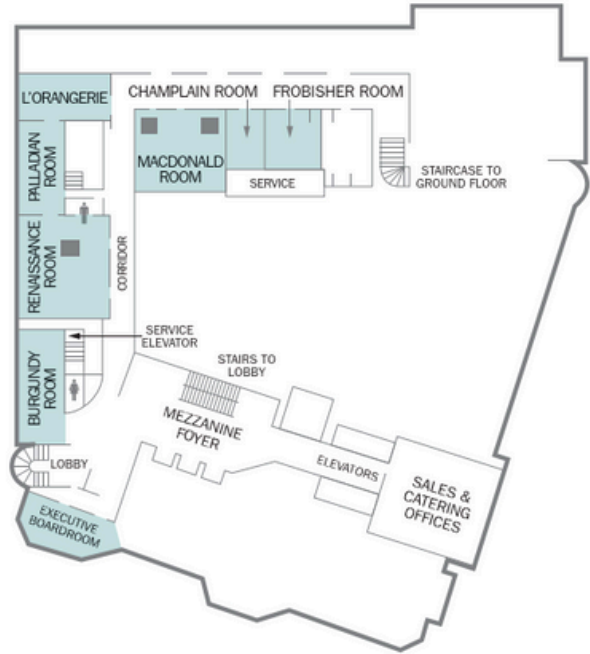 L'ORANGERIE
CHAMPLAIN ROOM
FROBISHER ROOM
PALLADIAN
ROOM
MACDONALD
ROOM
SERVICE
STAIRCASE TO
GROUND FLOOR
RENAISSANCE
ROOM
CORRIDOR
SERVICE
ELEVATOR
STAIRS TO
LOBBY
BURGUNDY
ROOM
MEZZANINE
FOYER
ELEVATORS
LOBBY
SALES &
CATERING
OFFICES
EXECUTIVE
BOARDROOM